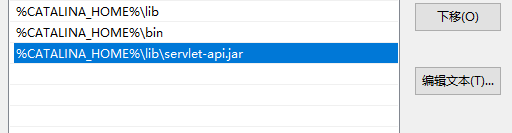 %CATALINA_HOME%\lib
下移(O)
%CATALINA_HOME%\bin
%CATALINA_HOME%\lib\servlet-api.jar
编辑文本(T)...